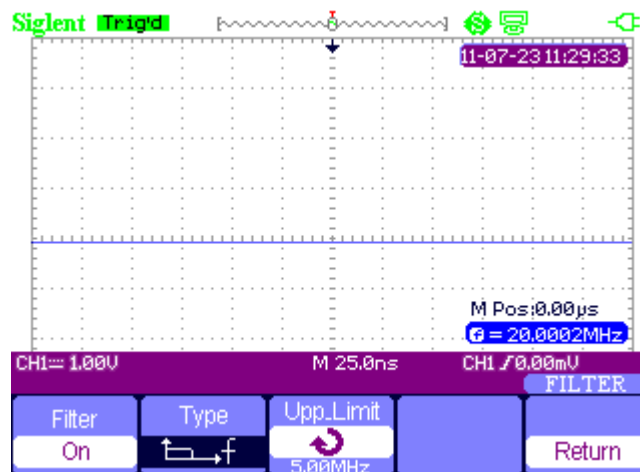 Siglent Trig'd
11-07-23 11:29:33
M Pos:0.00µs
f = 20.0002MHz
CH1 1.00V M 25.0ns CH1 0.00mV
FILTER
Filter Type Upp_Limit
On f 5.00MHz Return